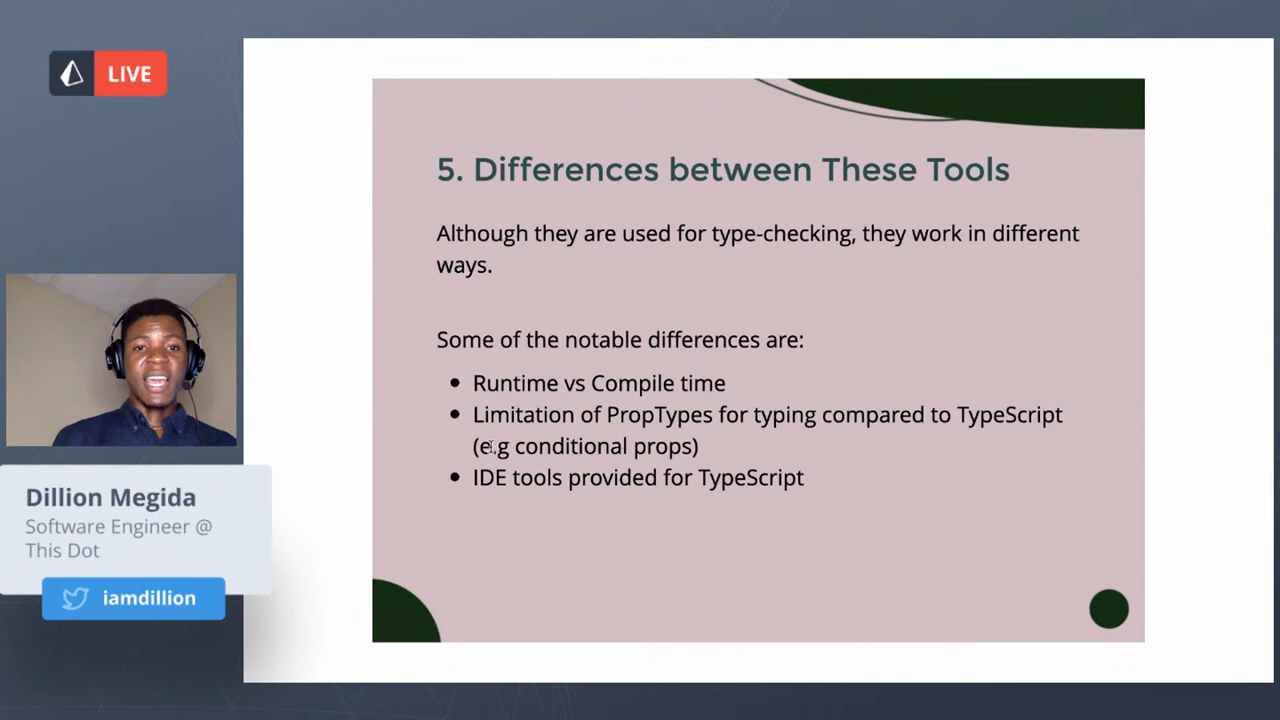 LIVE
5. Differences between These Tools
Although they are used for type-checking, they work in different
ways.
Some of the notable differences are:
• Runtime vs Compile time
• Limitation of PropTypes for typing compared to TypeScript
(e.g conditional props)
• IDE tools provided for TypeScript
Dillion Megida
Software Engineer @
This Dot
iamdillion